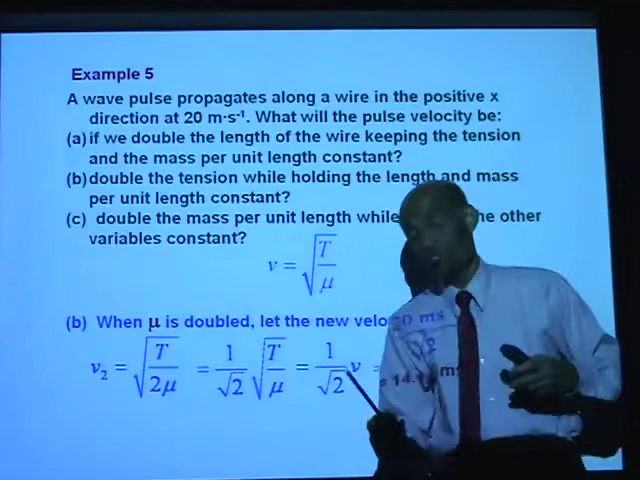 Example 5
A wave pulse propagates along a wire in the positive x
direction at 20 m·s⁻¹. What will the pulse velocity be:
(a) if we double the length of the wire keeping the tension
and the mass per unit length constant?
(b) double the tension while holding the length and mass
per unit length constant?
(c) double the mass per unit length while other
variables constant?
v = √(T/μ)
(b) When μ is doubled, let the new velo
v₂ = √(T/2μ) = 1/√2 √(T/μ) = 1/√2 v =